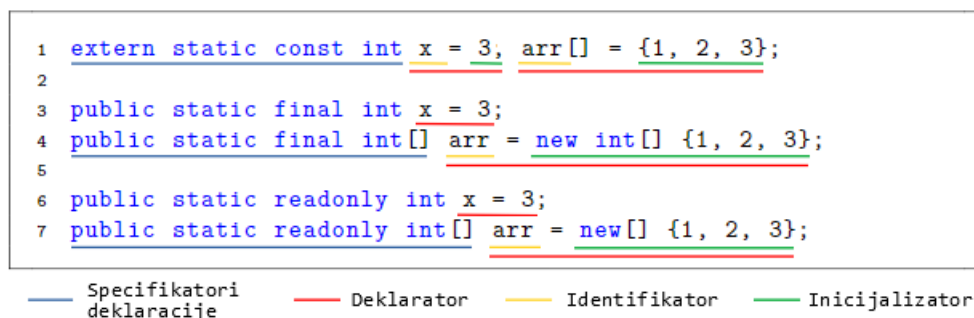 1 extern static const int x = 3, arr[] = {1, 2, 3};
2
3 public static final int x = 3;
4 public static final int[] arr = new int[] {1, 2, 3};
5
6 public static readonly int x = 3;
7 public static readonly int[] arr = new[] {1, 2, 3};
Specifikatori deklaracije
Deklarator
Identifikator
Inicijalizator